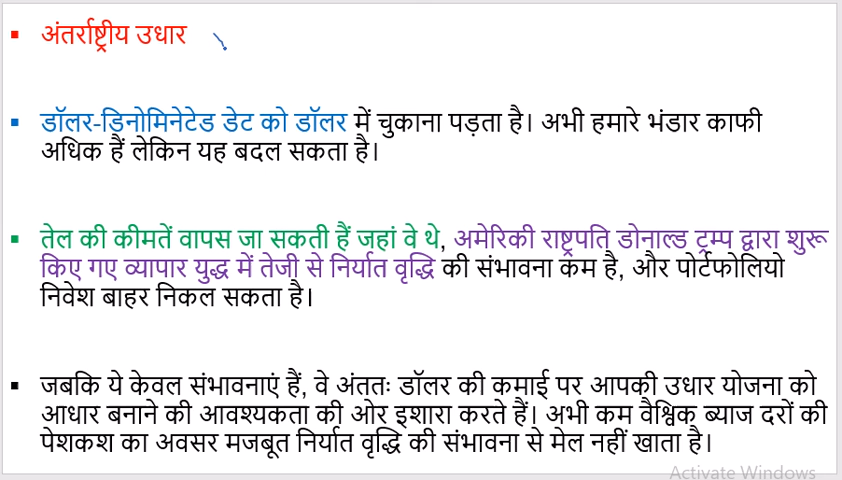 अंतर्राष्ट्रीय उधार
डॉलर-डिनोमिनेटेड डेट को डॉलर में चुकाना पड़ता है। अभी हमारे भंडार काफी
अधिक हैं लेकिन यह बदल सकता है।
तेल की कीमतें वापस जा सकती हैं जहां वे थे, अमेरिकी राष्ट्रपति डोनाल्ड ट्रम्प द्वारा शुरू
किए गए व्यापार युद्ध में तेजी से निर्यात वृद्धि की संभावना कम है, और पोर्टफोलियो
निवेश बाहर निकल सकता है।
जबकि ये केवल संभावनाएं हैं, वे अंततः डॉलर की कमाई पर आपकी उधार योजना को
आधार बनाने की आवश्यकता की ओर इशारा करते हैं। अभी कम वैश्विक ब्याज दरों की
पेशकश का अवसर मजबूत निर्यात वृद्धि की संभावना से मेल नहीं खाता है।
Activate Windows